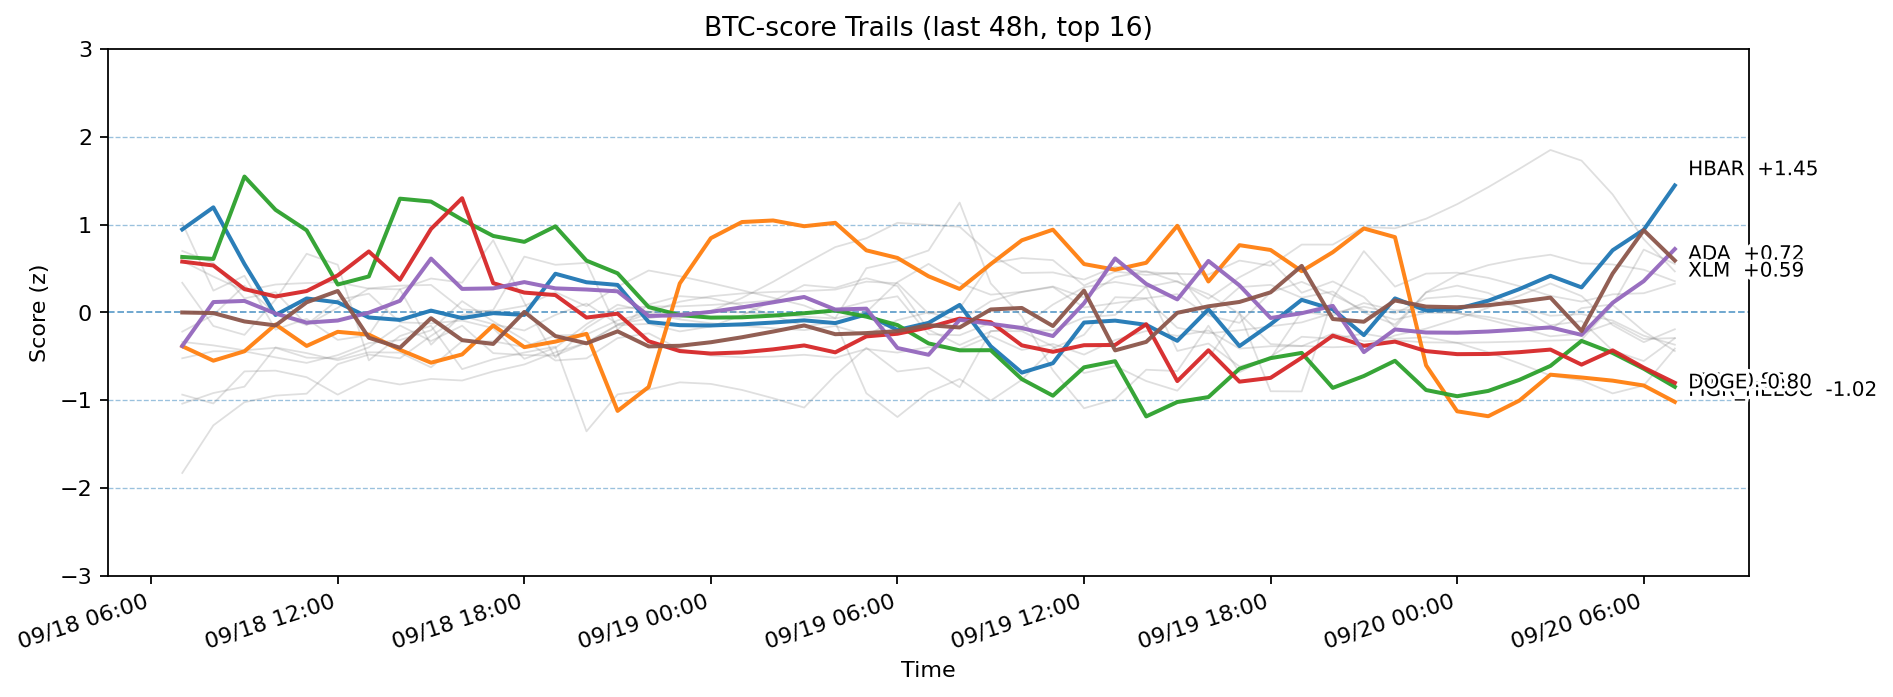 BTC-score Trails (last 48h, top 16)
3
2
1
0
−1
−2
−3
Score (z)
HBAR +1.45
ADA +0.72
XLM +0.59
DOGE -0.80
-1.02
09/18 06:00
09/18 12:00
09/18 18:00
09/19 00:00
09/19 06:00
09/19 12:00
09/19 18:00
09/20 00:00
09/20 06:00
Time